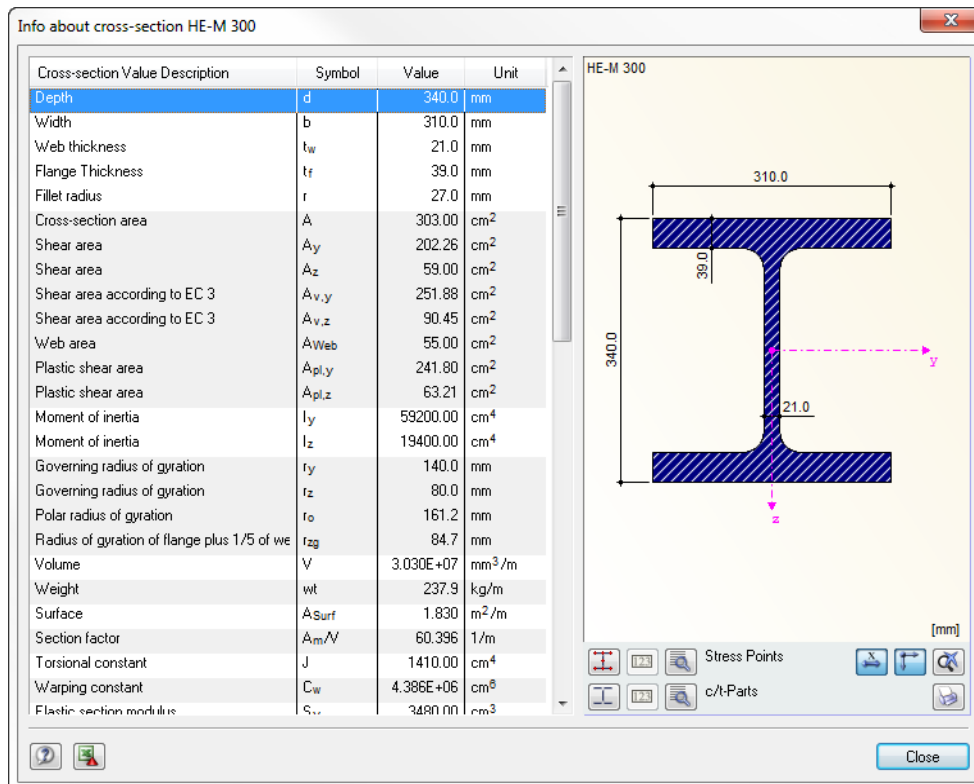 Info about cross-section HE-M 300
Cross-section Value Description Symbol Value Unit
Depth d 340.0 mm
Width b 310.0 mm
Web thickness tw 21.0 mm
Flange Thickness tf 39.0 mm
Fillet radius r 27.0 mm
Cross-section area A 303.00 cm2
Shear area Ay 202.26 cm2
Shear area Az 59.00 cm2
Shear area according to EC 3 Av,y 251.88 cm2
Shear area according to EC 3 Av,z 90.45 cm2
Web area AWeb 55.00 cm2
Plastic shear area Apl,y 241.80 cm2
Plastic shear area Apl,z 63.21 cm2
Moment of inertia Iy 59200.00 cm4
Moment of inertia Iz 19400.00 cm4
Governing radius of gyration ry 140.0 mm
Governing radius of gyration rz 80.0 mm
Polar radius of gyration ro 161.2 mm
Radius of gyration of flange plus 1/5 of we rzg 84.7 mm
Volume V 3.030E+07 mm3/m
Weight wt 237.9 kg/m
Surface ASurf 1.830 m2/m
Section factor Am/V 60.396 1/m
Torsional constant J 1410.00 cm4
Warping constant Cw 4.386E+06 cm6
Elastic section modulus Sy 3480.00 cm3
HE-M 300
310.0
39.0
340.0
y
21.0
z
[mm]
123 Stress Points x
123 c/t-Parts
Close